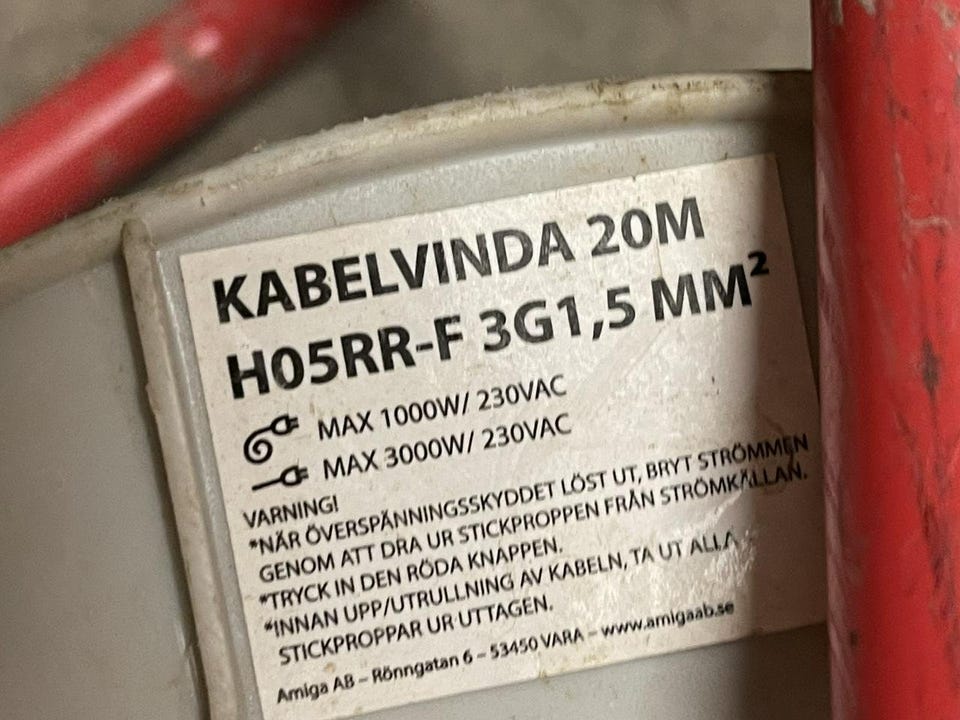 KABELVINDA 20M
H05RR-F 3G1,5 MM²
MAX 1000W/ 230VAC
MAX 3000W/ 230VAC
VARNING!
*NÄR ÖVERSPÄNNINGSSKYDDET LÖST UT, BRYT STRÖMMEN
GENOM ATT DRA UR STICKPROPPEN FRÅN STRÖMKÄLLAN.
*TRYCK IN DEN RÖDA KNAPPEN.
*INNAN UPP/UTRULLNING AV KABELN, TA UT ALLA
STICKPROPPAR UR UTTAGEN.
Amiga AB – Rönngatan 6 – 53450 VARA – www.amigaab.se